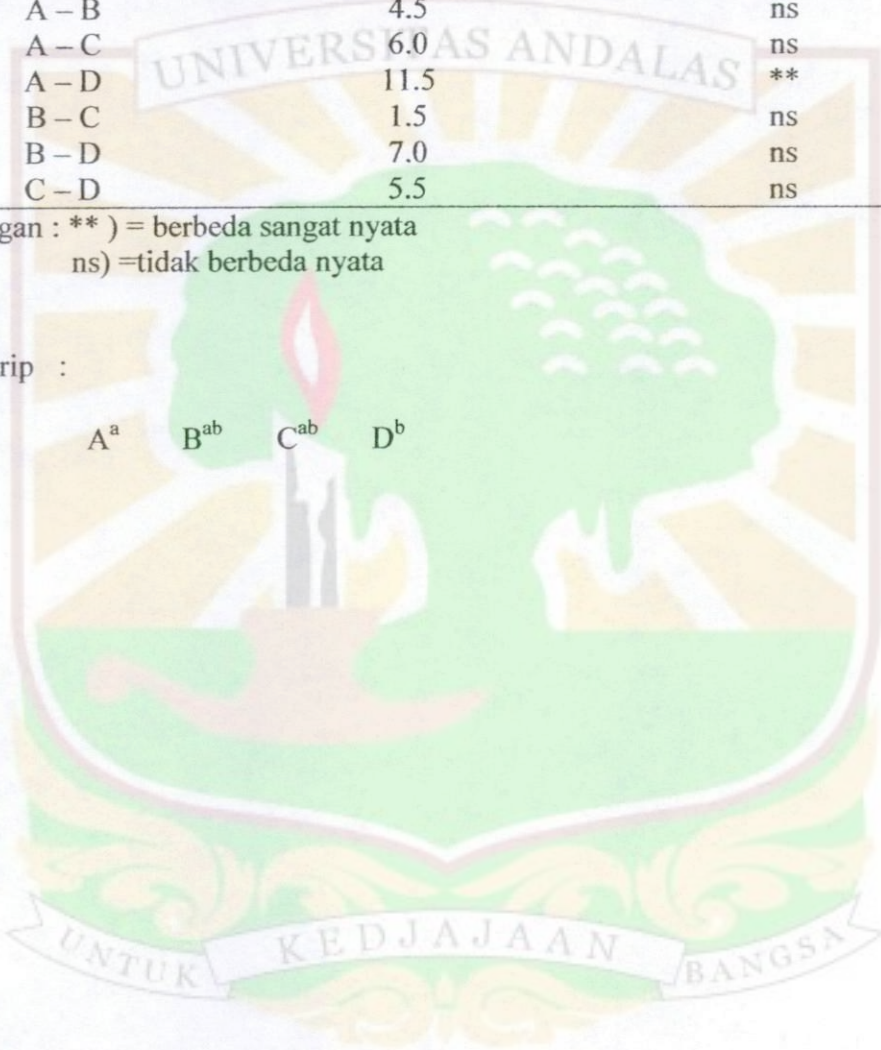 A – B 4.5 ns
A – C 6.0 ns
A – D 11.5 **
B – C 1.5 ns
B – D 7.0 ns
C – D 5.5 ns
gan : ** ) = berbeda sangat nyata
ns) =tidak berbeda nyata
rip :
Aᵃ Bᵃᵇ Cᵃᵇ Dᵇ
UNIVERSITAS ANDALAS
UNTUK KEDJAJAAN BANGSA